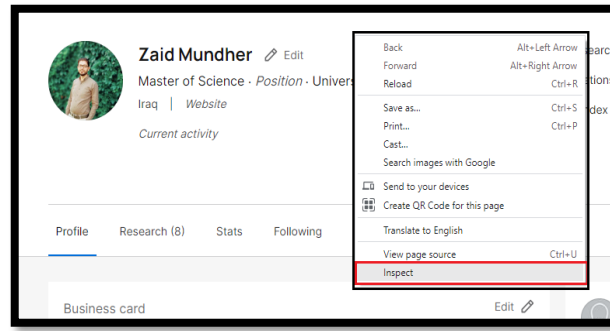 Zaid Mundher Edit
Master of Science · Position · Univers
Iraq | Website
Current activity
Profile Research (8) Stats Following
Business card Edit
Back Alt+Left Arrow
Forward Alt+Right Arrow
Reload Ctrl+R
Save as... Ctrl+S
Print... Ctrl+P
Cast...
Search images with Google
Send to your devices
Create QR Code for this page
Translate to English
View page source Ctrl+U
Inspect
earc
tions
dex